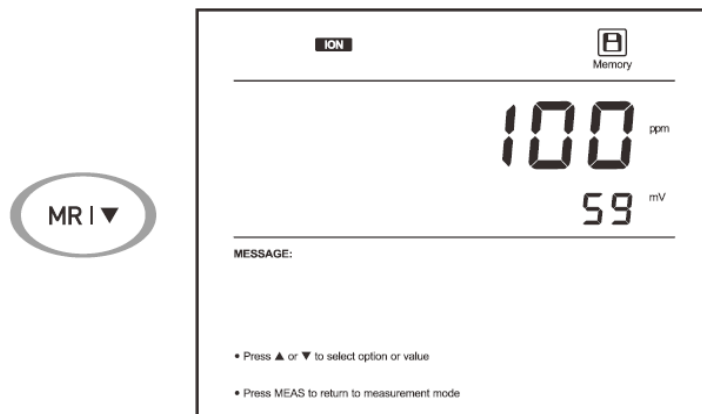 ION
Memory
100 ppm
59 mV
MR | ▼
MESSAGE:
• Press ▲ or ▼ to select option or value
• Press MEAS to return to measurement mode